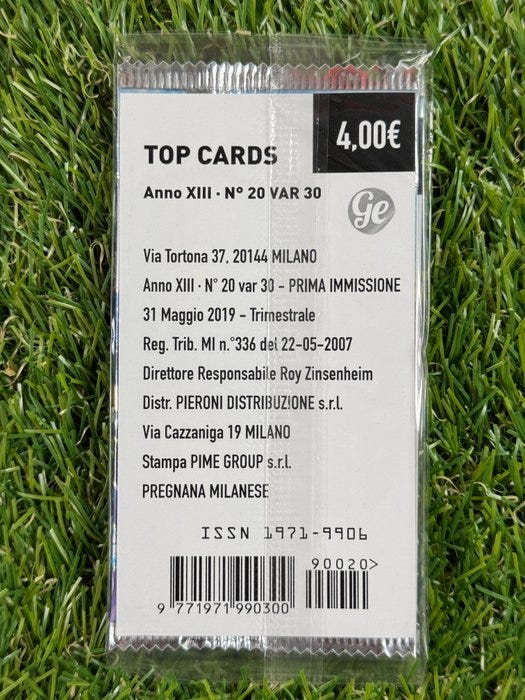 4,00€
TOP CARDS
Anno XIII · N° 20 VAR 30
Ge
Via Tortona 37, 20144 MILANO
Anno XIII · N° 20 var 30 - PRIMA IMMISSIONE
31 Maggio 2019 - Trimestrale
Reg. Trib. MI n.°336 del 22-05-2007
Direttore Responsabile Roy Zinsenheim
Distr. PIERONI DISTRIBUZIONE s.r.l.
Via Cazzaniga 19 MILANO
Stampa PIME GROUP s.r.l.
PREGNANA MILANESE
ISSN 1971-9906
90020>
9 771971 990300